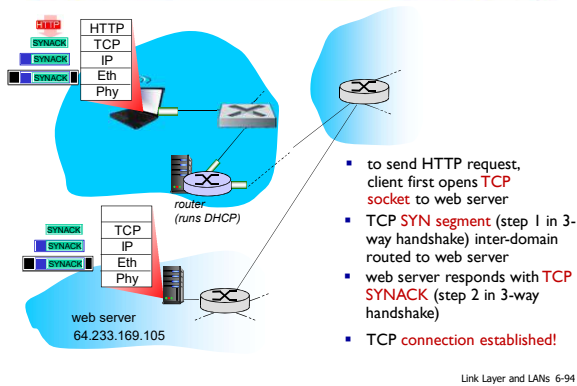 HTTP
SYNACK
SYNACK
SYNACK
HTTP
TCP
IP
Eth
Phy
router
(runs DHCP)
SYNACK
SYNACK
SYNACK
TCP
IP
Eth
Phy
web server
64.233.169.105
▪ to send HTTP request,
client first opens TCP
socket to web server
▪ TCP SYN segment (step 1 in 3-
way handshake) inter-domain
routed to web server
▪ web server responds with TCP
SYNACK (step 2 in 3-way
handshake)
▪ TCP connection established!
Link Layer and LANs 6-94